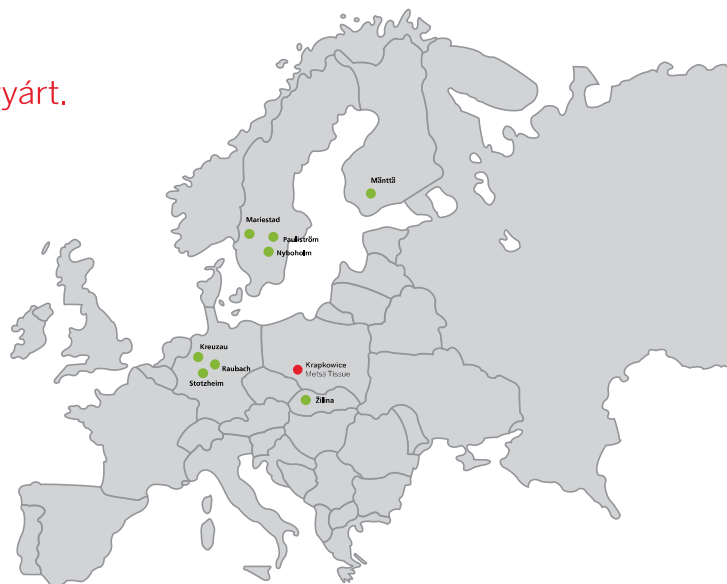 yárt.
Mänttä
Mariestad
Pauliström
Nyboholm
Kreuzau
Raubach
Stotzheim
Krapkowice
Metsä Tissue
Žilina